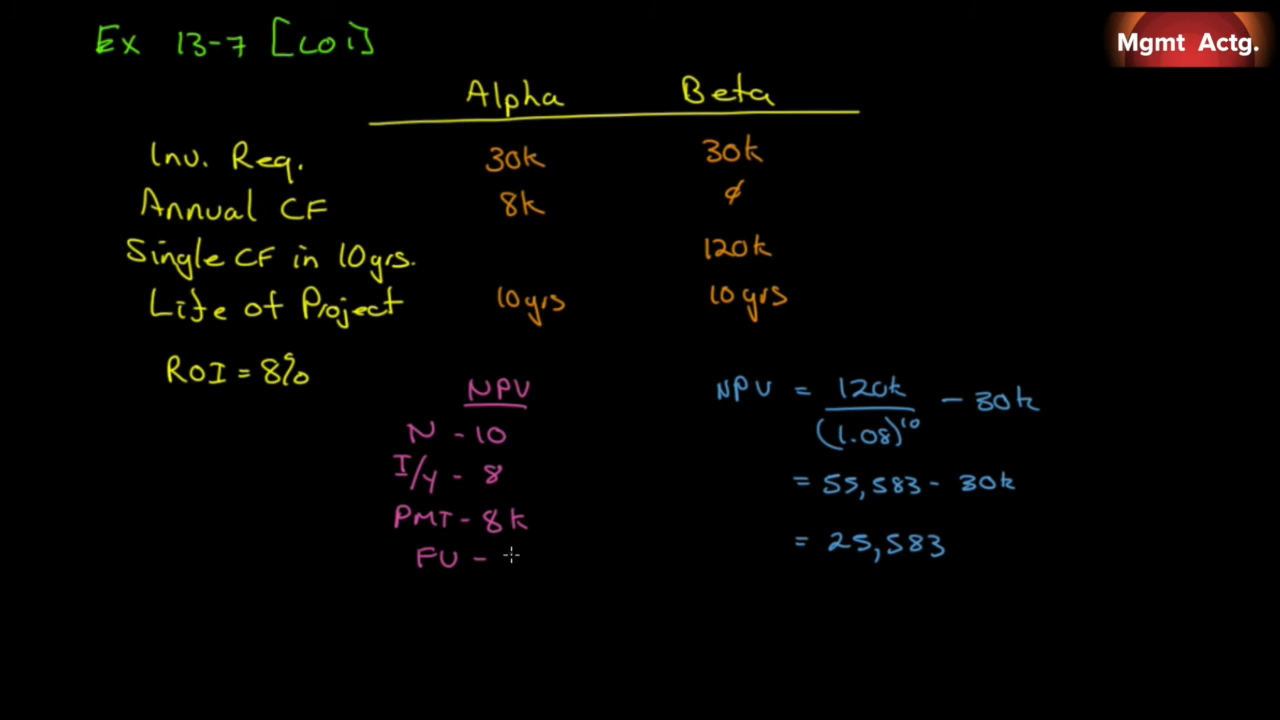 Ex 13-7 [LO1]
Mgmt Actg.
Alpha Beta
Inv. Req. 30k 30k
Annual CF 8k ¢
Single CF in 10yrs. 120k
Life of Project 10yrs 10yrs
ROI = 8%
NPV
N - 10
I/Y - 8
PMT - 8k
FV -
NPV = 120k / (1.08)^10 - 30k
= 55,583 - 30k
= 25,583